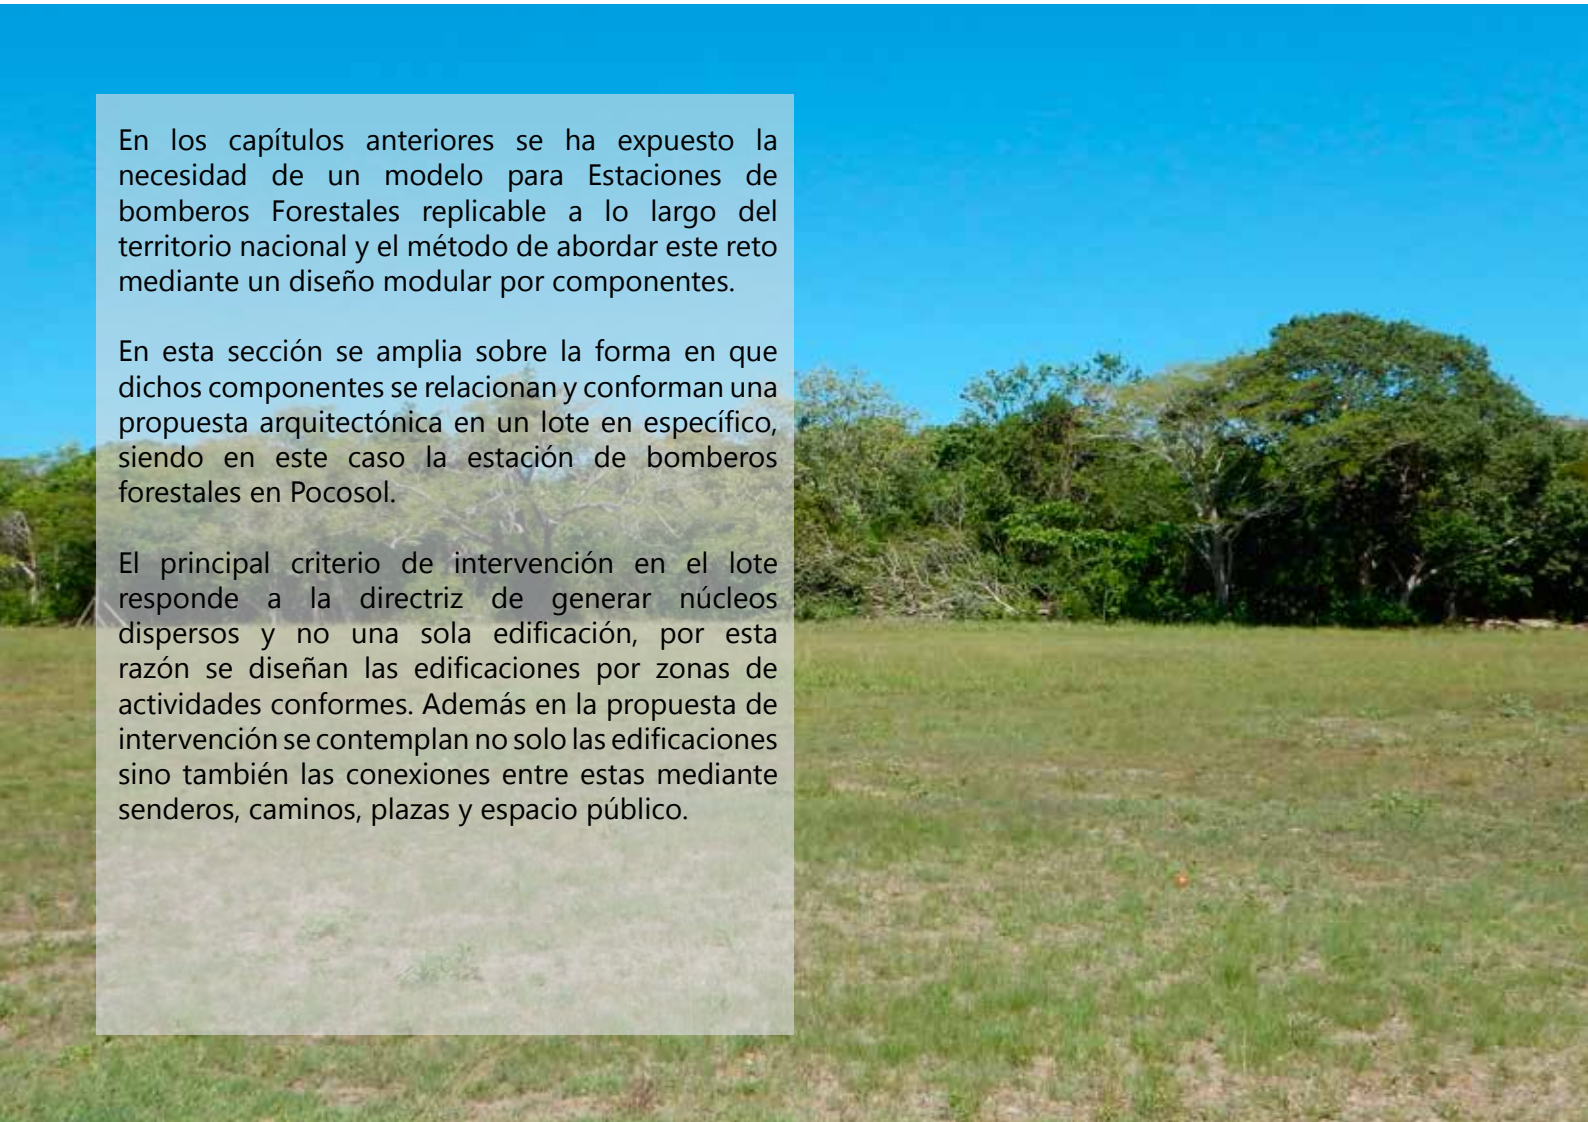 En los capítulos anteriores se ha expuesto la
necesidad de un modelo para Estaciones de
bomberos Forestales replicable a lo largo del
territorio nacional y el método de abordar este reto
mediante un diseño modular por componentes.
En esta sección se amplia sobre la forma en que
dichos componentes se relacionan y conforman una
propuesta arquitectónica en un lote en específico,
siendo en este caso la estación de bomberos
forestales en Pocosol.
El principal criterio de intervención en el lote
responde a la directriz de generar núcleos
dispersos y no una sola edificación, por esta
razón se diseñan las edificaciones por zonas de
actividades conformes. Además en la propuesta de
intervención se contemplan no solo las edificaciones
sino también las conexiones entre estas mediante
senderos, caminos, plazas y espacio público.